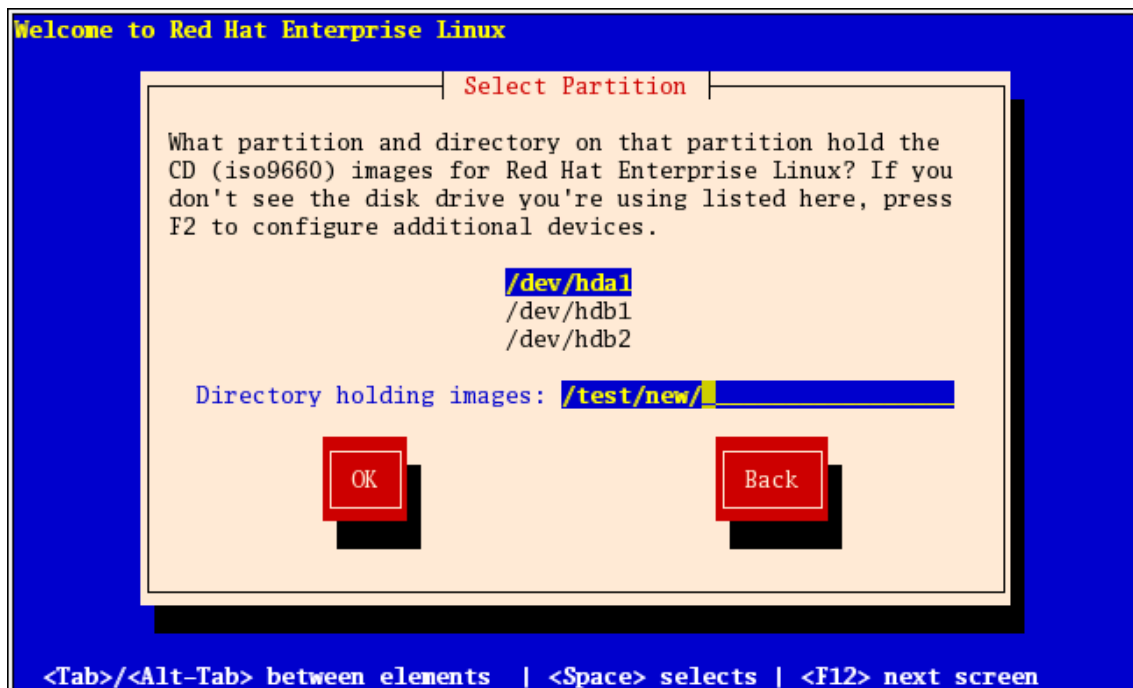 Welcome to Red Hat Enterprise Linux
Select Partition
What partition and directory on that partition hold the
CD (iso9660) images for Red Hat Enterprise Linux? If you
don't see the disk drive you're using listed here, press
F2 to configure additional devices.
/dev/hda1
/dev/hdb1
/dev/hdb2
Directory holding images: /test/new/
OK Back
<Tab>/<Alt-Tab> between elements | <Space> selects | <F12> next screen